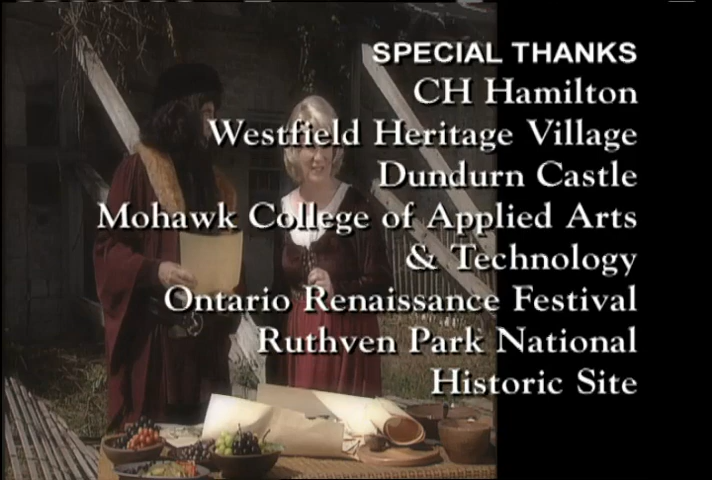 SPECIAL THANKS
CH Hamilton
Westfield Heritage Village
Dundurn Castle
Mohawk College of Applied Arts
& Technology
Ontario Renaissance Festival
Ruthven Park National
Historic Site